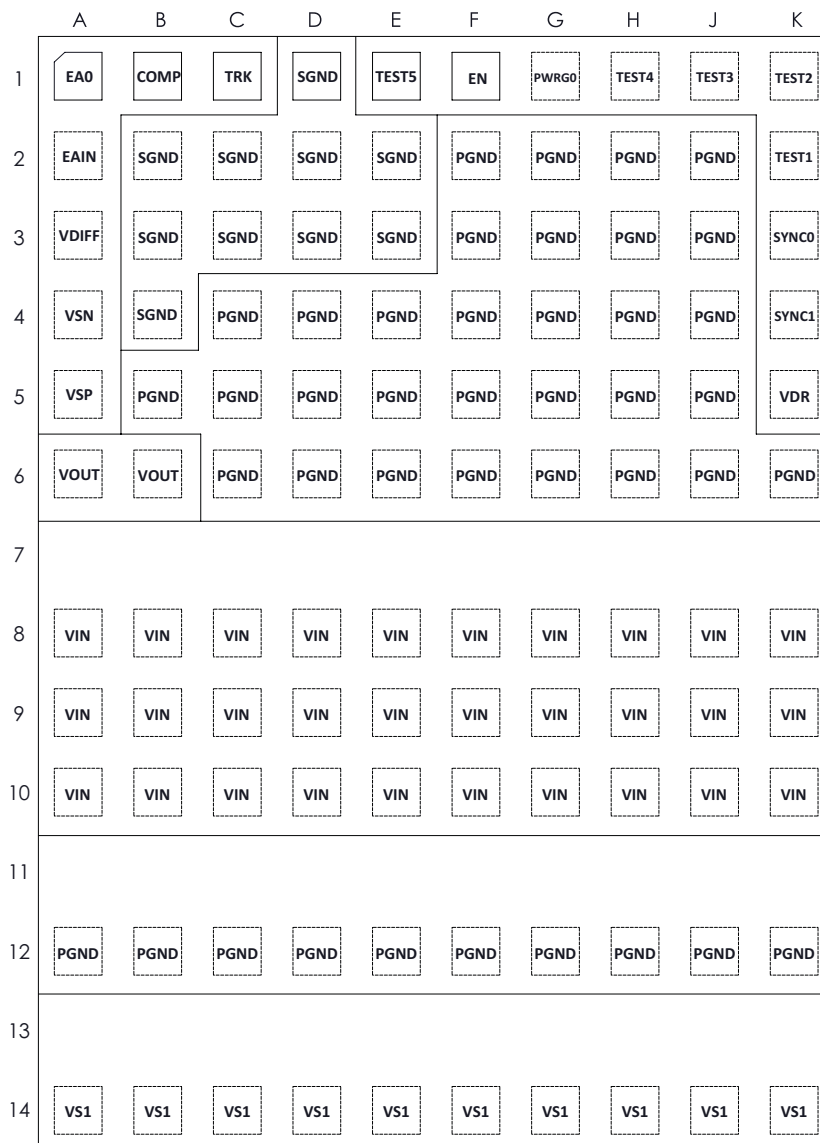 A B C D E F G H J K
1 EA0 COMP TRK SGND TEST5 EN PWRG0 TEST4 TEST3 TEST2
2 EAIN SGND SGND SGND SGND PGND PGND PGND PGND TEST1
3 VDIFF SGND SGND SGND SGND PGND PGND PGND PGND SYNC0
4 VSN SGND PGND PGND PGND PGND PGND PGND PGND SYNC1
5 VSP PGND PGND PGND PGND PGND PGND PGND PGND VDR
6 VOUT VOUT PGND PGND PGND PGND PGND PGND PGND PGND
7
8 VIN VIN VIN VIN VIN VIN VIN VIN VIN VIN
9 VIN VIN VIN VIN VIN VIN VIN VIN VIN VIN
10 VIN VIN VIN VIN VIN VIN VIN VIN VIN VIN
11
12 PGND PGND PGND PGND PGND PGND PGND PGND PGND PGND
13
14 VS1 VS1 VS1 VS1 VS1 VS1 VS1 VS1 VS1 VS1